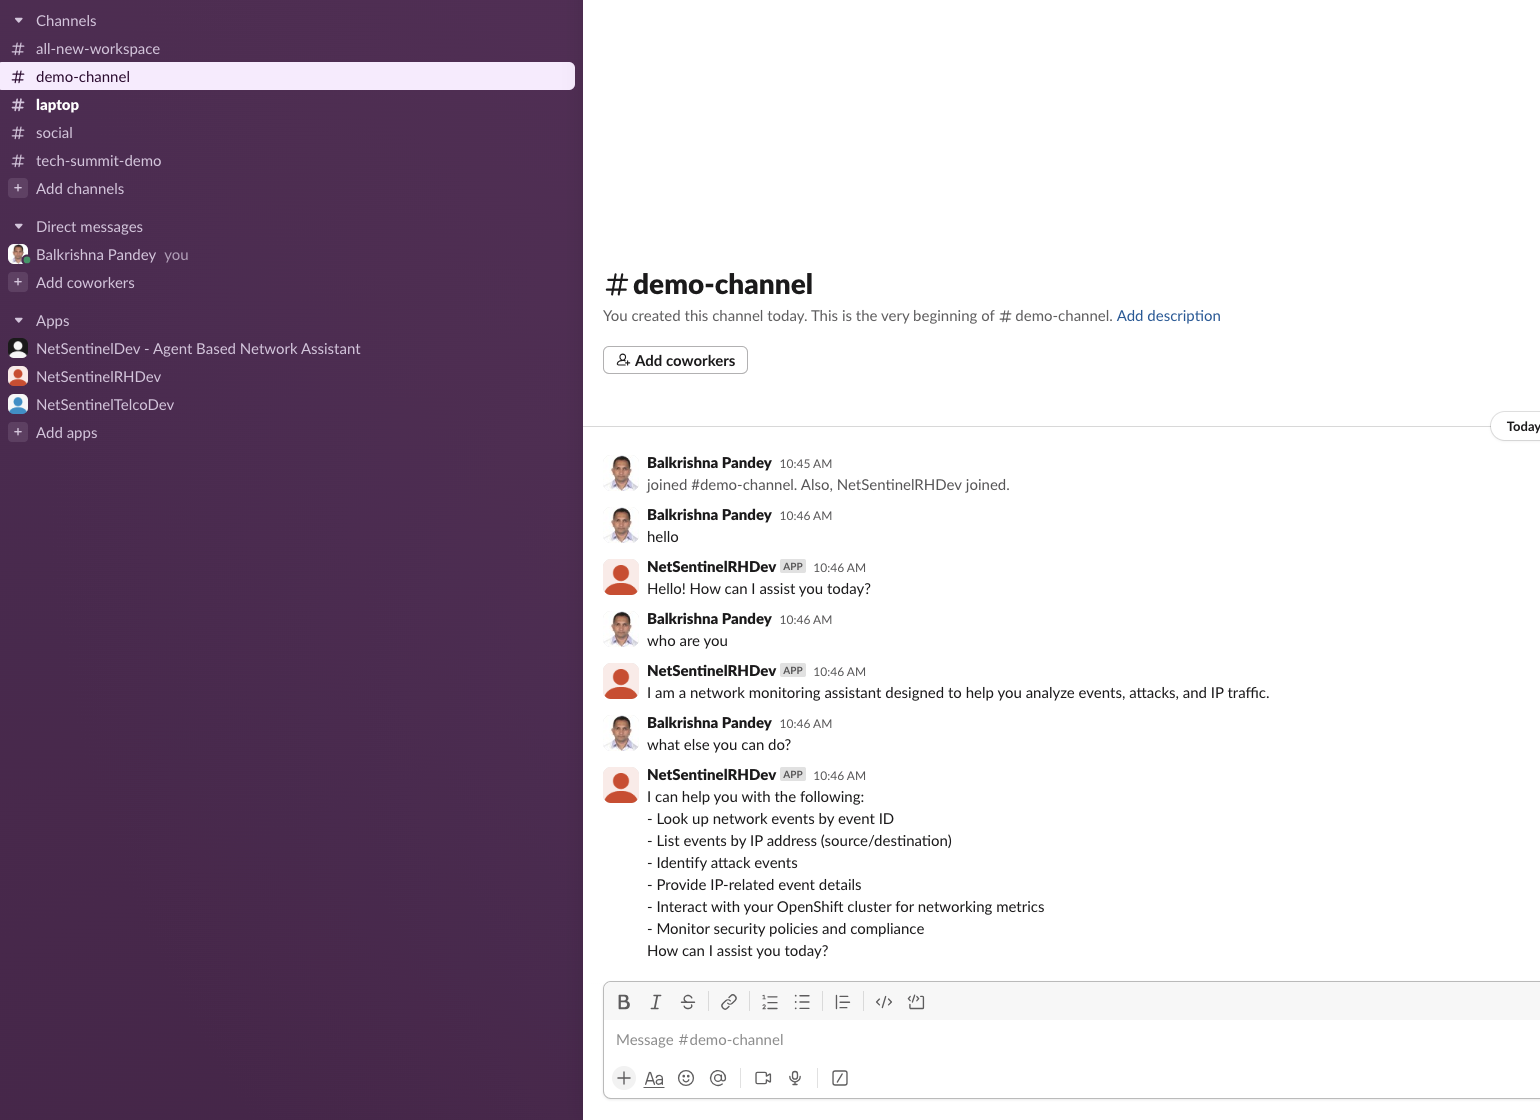 Channels
# all-new-workspace
# demo-channel
# laptop
# social
# tech-summit-demo
+ Add channels
Direct messages
Balkrishna Pandey you
+ Add coworkers
Apps
NetSentinelDev - Agent Based Network Assistant
NetSentinelRHDev
NetSentinelTelcoDev
+ Add apps
# demo-channel
You created this channel today. This is the very beginning of # demo-channel. Add description
Add coworkers
Today
Balkrishna Pandey 10:45 AM
joined #demo-channel. Also, NetSentinelRHDev joined.
Balkrishna Pandey 10:46 AM
hello
NetSentinelRHDev APP 10:46 AM
Hello! How can I assist you today?
Balkrishna Pandey 10:46 AM
who are you
NetSentinelRHDev APP 10:46 AM
I am a network monitoring assistant designed to help you analyze events, attacks, and IP traffic.
Balkrishna Pandey 10:46 AM
what else you can do?
NetSentinelRHDev APP 10:46 AM
I can help you with the following:
- Look up network events by event ID
- List events by IP address (source/destination)
- Identify attack events
- Provide IP-related event details
- Interact with your OpenShift cluster for networking metrics
- Monitor security policies and compliance
How can I assist you today?
B I S
Message #demo-channel
+ Aa @